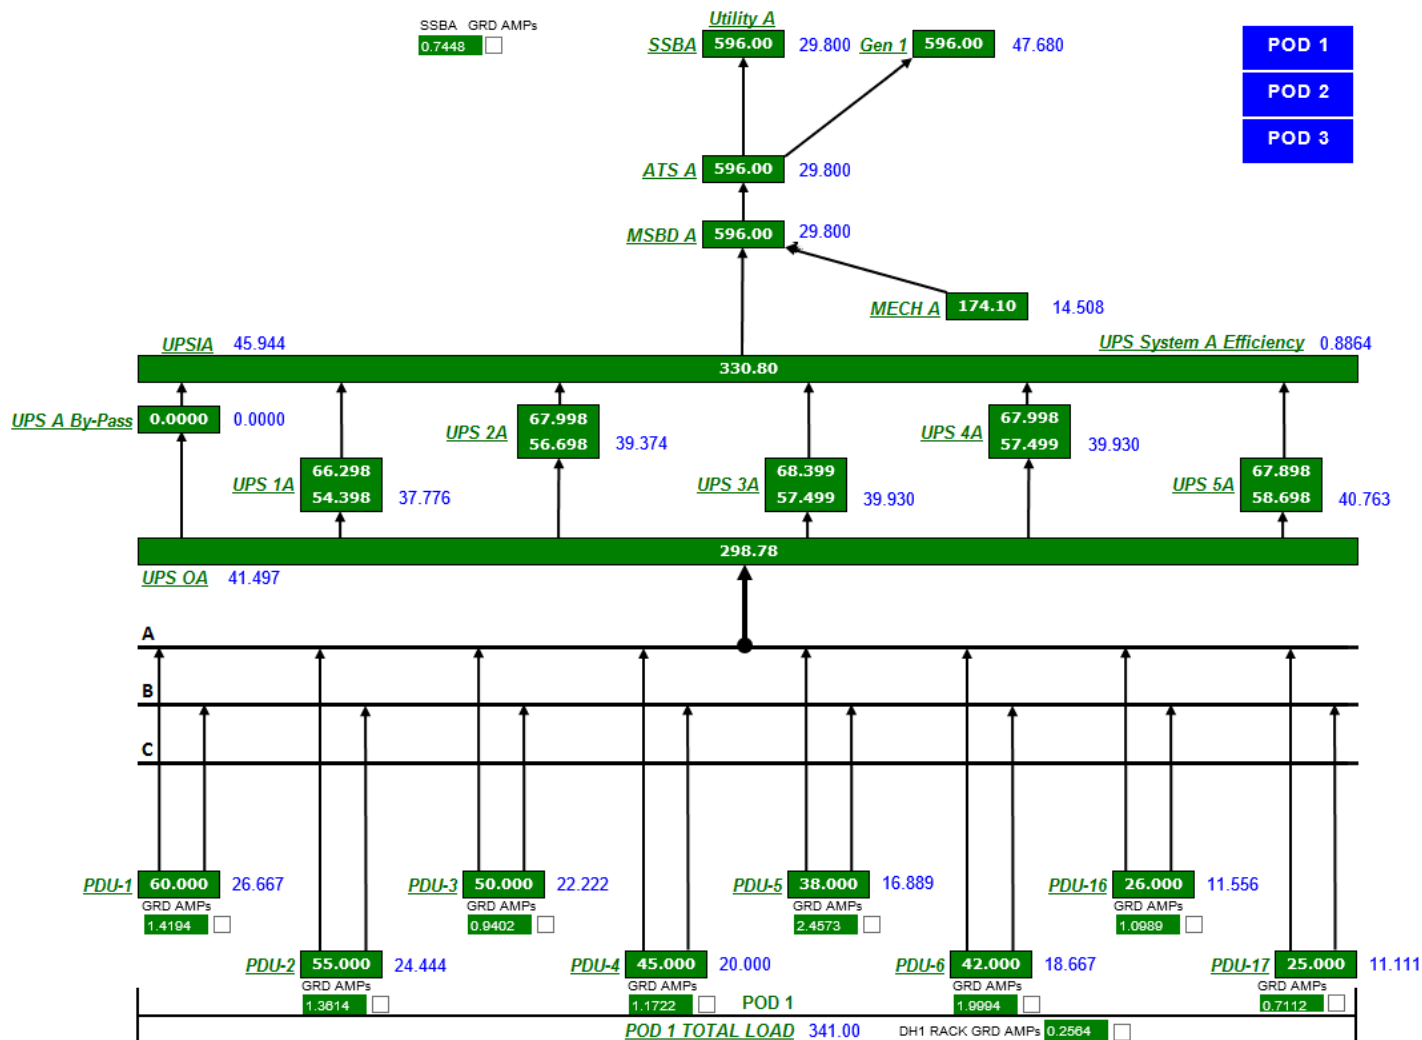 SSBA GRD AMPs
0.7448
Utility A
SSBA 596.00 29.800 Gen 1 596.00 47.680
POD 1
POD 2
POD 3
ATS A 596.00 29.800
MSBD A 596.00 29.800
MECH A 174.10 14.508
UPSIA 45.944 UPS System A Efficiency 0.8864
330.80
UPS A By-Pass 0.0000 0.0000
UPS 1A 66.298 54.398 37.776
UPS 2A 67.998 56.698 39.374
UPS 3A 68.399 57.499 39.930
UPS 4A 67.998 57.499 39.930
UPS 5A 67.898 58.698 40.763
298.78
UPS OA 41.497
A
B
C
PDU-1 60.000 26.667
GRD AMPs
1.4194
PDU-3 50.000 22.222
GRD AMPs
0.9402
PDU-5 38.000 16.889
GRD AMPs
2.4573
PDU-16 26.000 11.556
GRD AMPs
1.0989
PDU-2 55.000 24.444
GRD AMPs
1.3614
PDU-4 45.000 20.000
GRD AMPs
1.1722
PDU-6 42.000 18.667
GRD AMPs
1.9994
PDU-17 25.000 11.111
GRD AMPs
0.7112
POD 1
POD 1 TOTAL LOAD 341.00 DH1 RACK GRD AMPs 0.2564